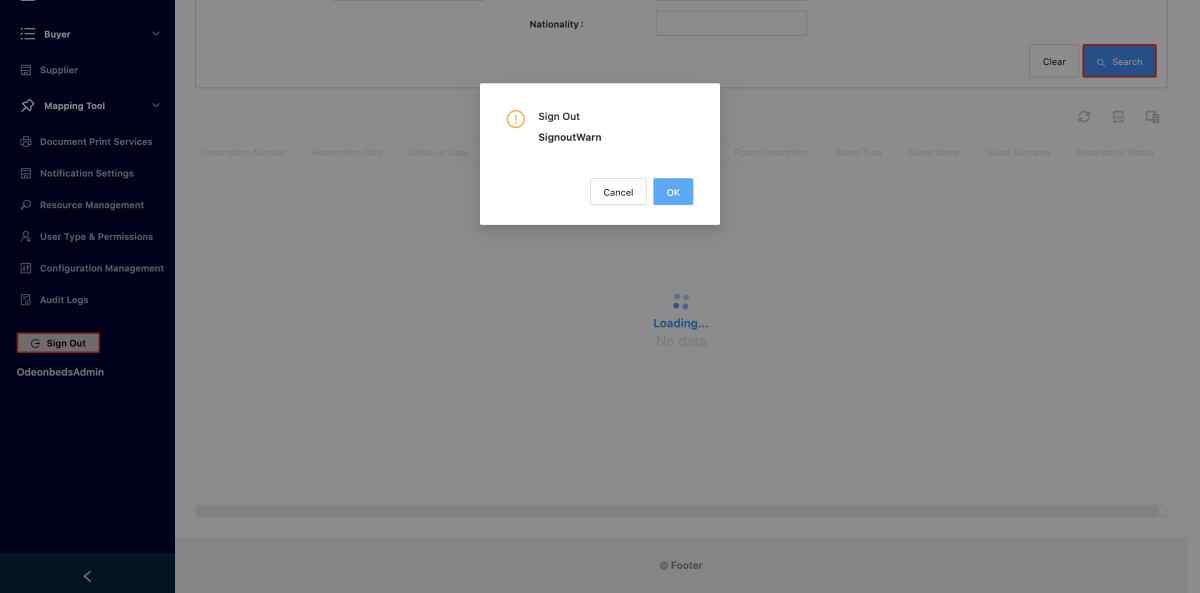 Buyer
Supplier
Mapping Tool
Document Print Services
Notification Settings
Resource Management
User Type & Permissions
Configuration Management
Audit Logs
Sign Out
OdeonbedsAdmin
Nationality :
Clear
Search
Sign Out
SignoutWarn
Cancel
OK
Loading...
No data
© Footer